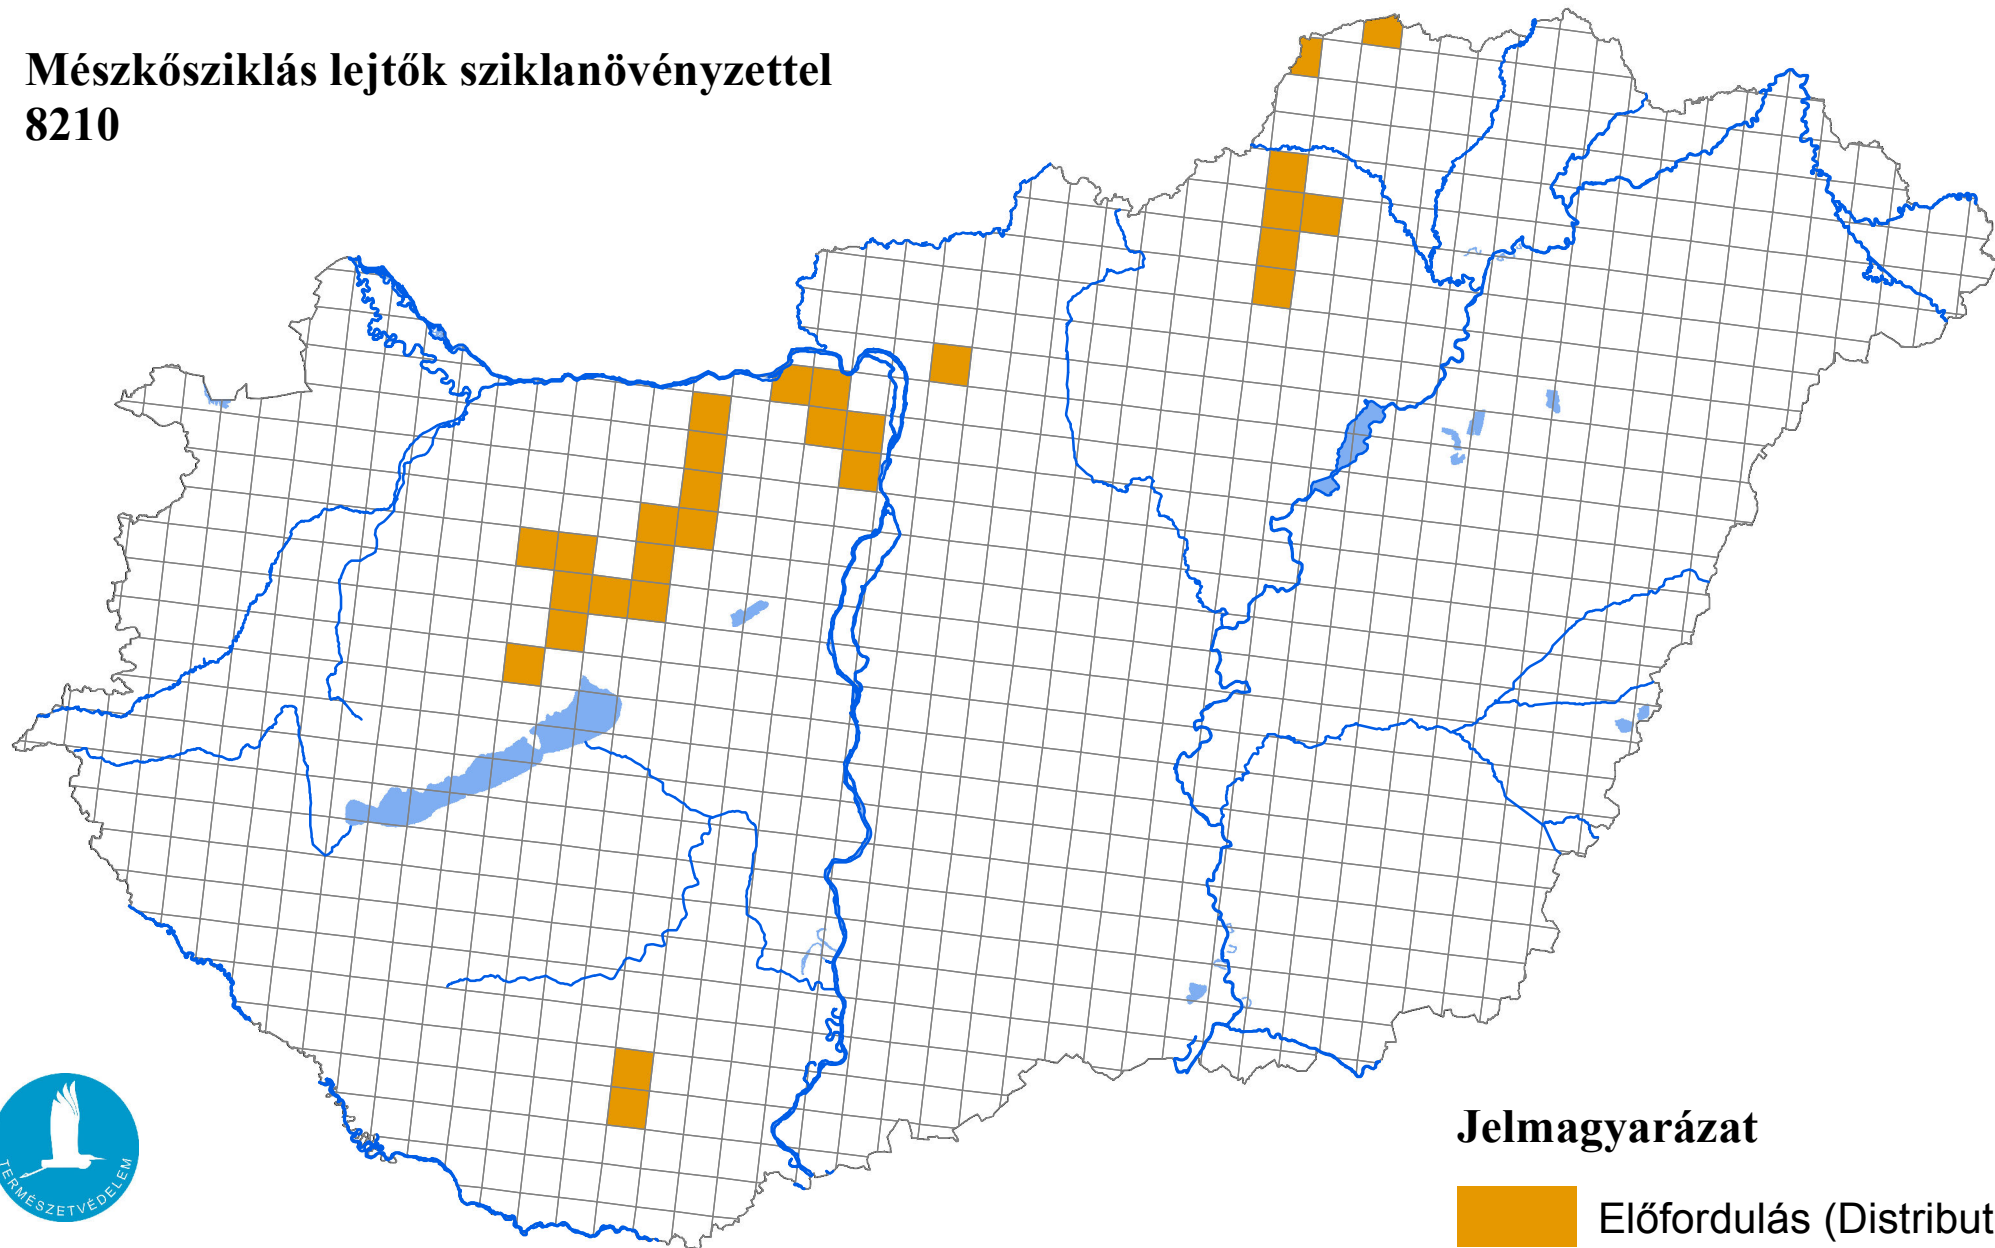 Mészkősziklás lejtők sziklanövényzettel
8210
TERMÉSZETVÉDELEM
Jelmagyarázat
Előfordulás (Distribut